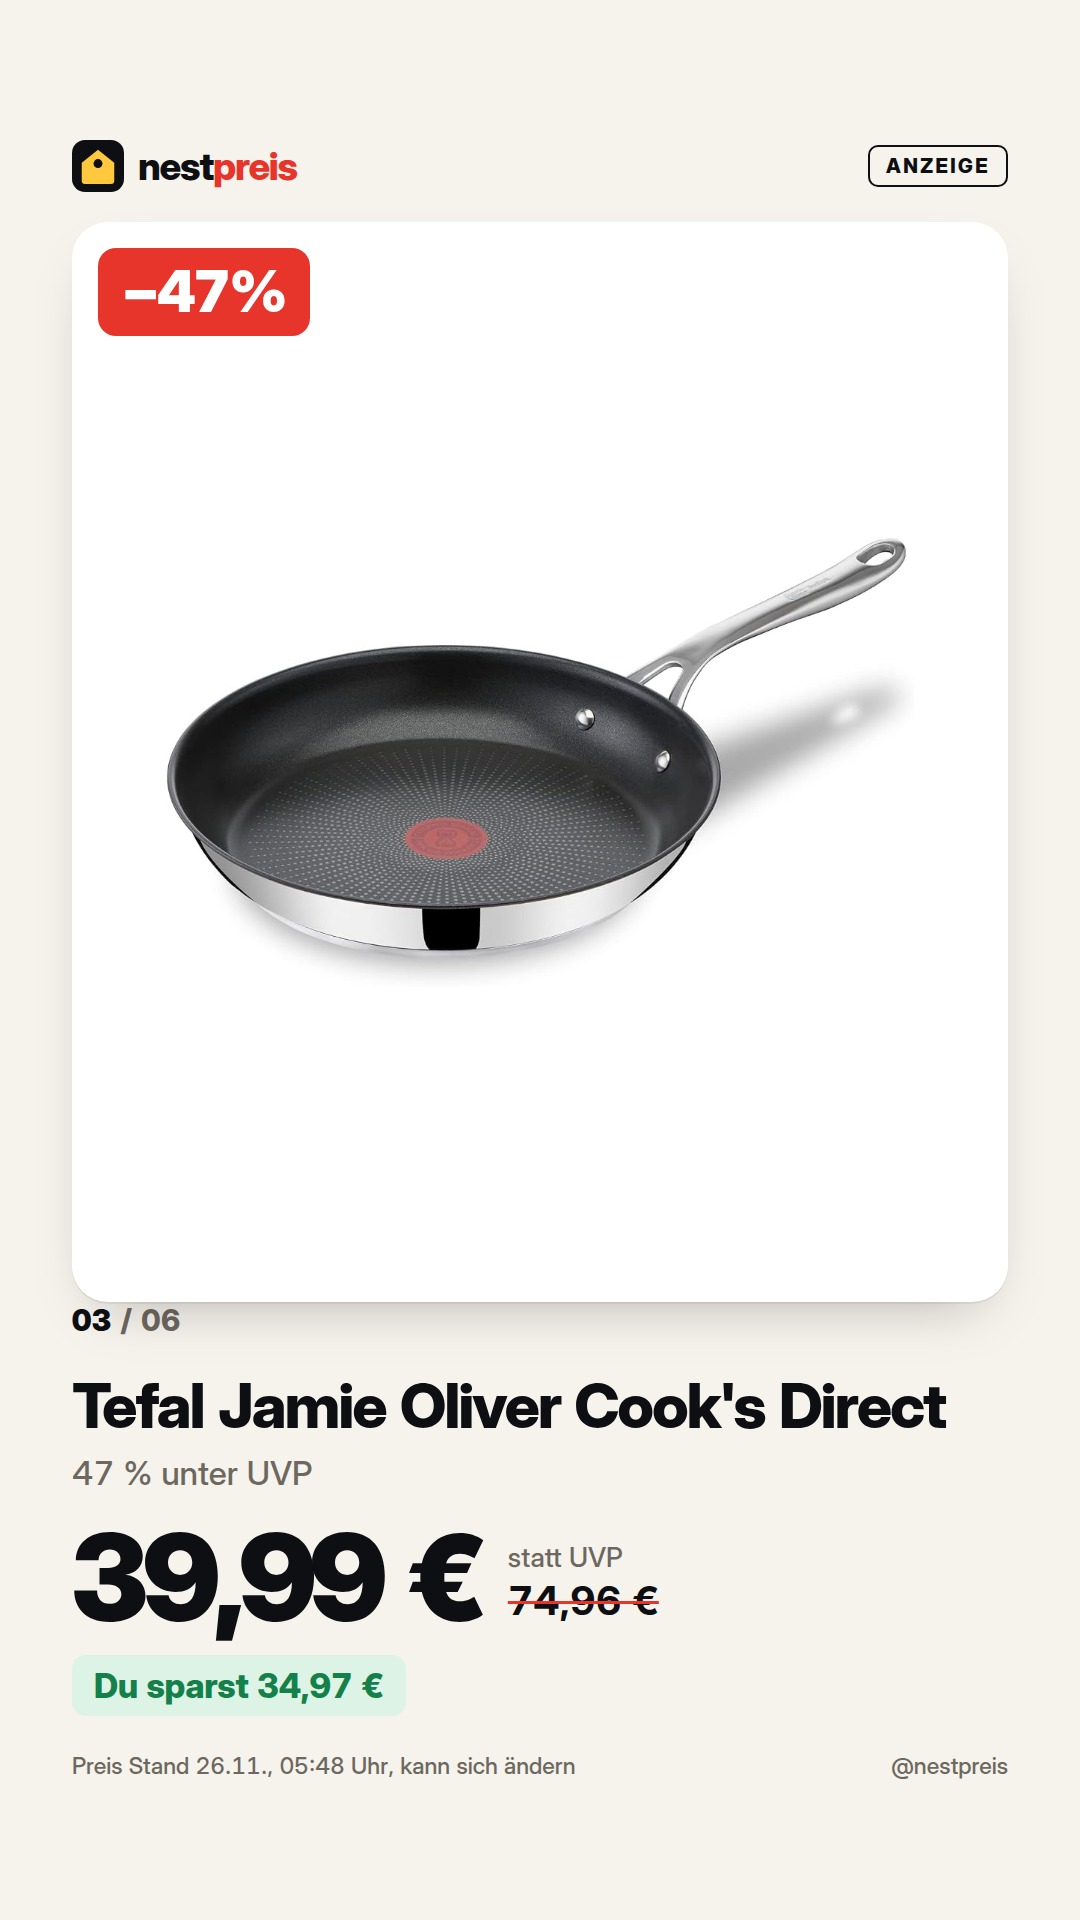 nestpreis
ANZEIGE
–47%
03 / 06
Tefal Jamie Oliver Cook's Direct
47 % unter UVP
39,99 €
statt UVP
74,96 €
Du sparst 34,97 €
Preis Stand 26.11., 05:48 Uhr, kann sich ändern
@nestpreis